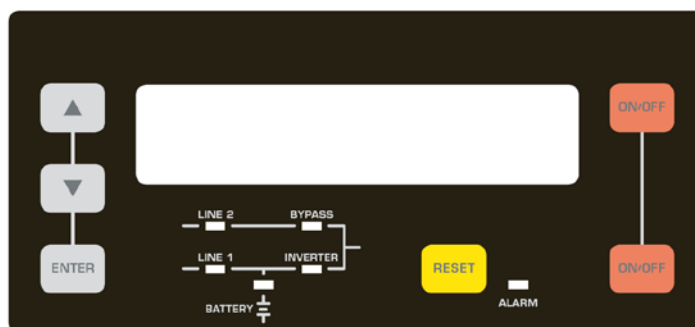 ON/OFF
LINE 2 BYPASS
LINE 1 INVERTER
ENTER
RESET
ON/OFF
BATTERY
ALARM